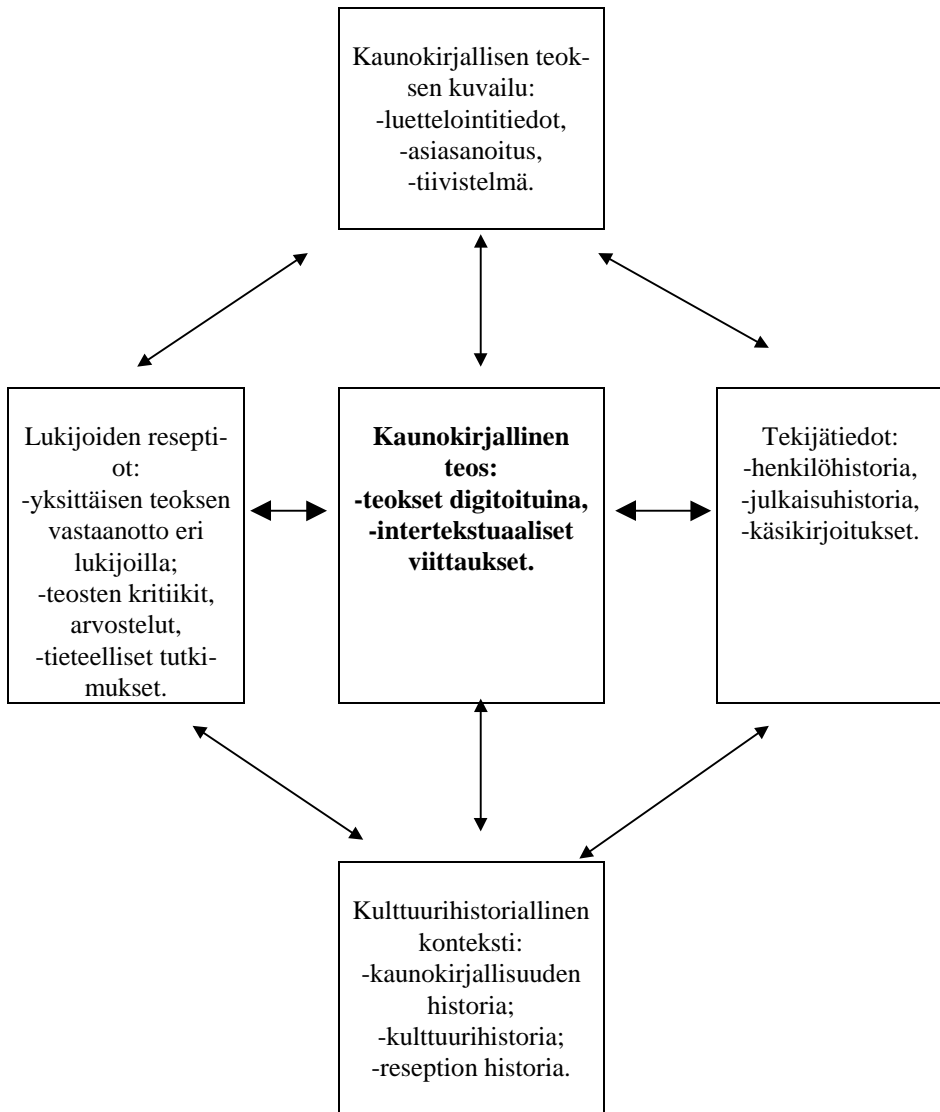 Kaunokirjallisen teok-
sen kuvailu:
-luettelointitiedot,
-asiasanoitus,
-tiivistelmä.
Lukijoiden resepti-
ot:
-yksittäisen teoksen
vastaanotto eri
lukijoilla;
-teosten kritiikit,
arvostelut,
-tieteelliset tutki-
mukset.
Kaunokirjallinen
teos:
-teokset digitoituina,
-intertekstuaaliset
viittaukset.
Tekijätiedot:
-henkilöhistoria,
-julkaisuhistoria,
-käsikirjoitukset.
Kulttuurihistoriallinen
konteksti:
-kaunokirjallisuuden
historia;
-kulttuurihistoria;
-reseption historia.